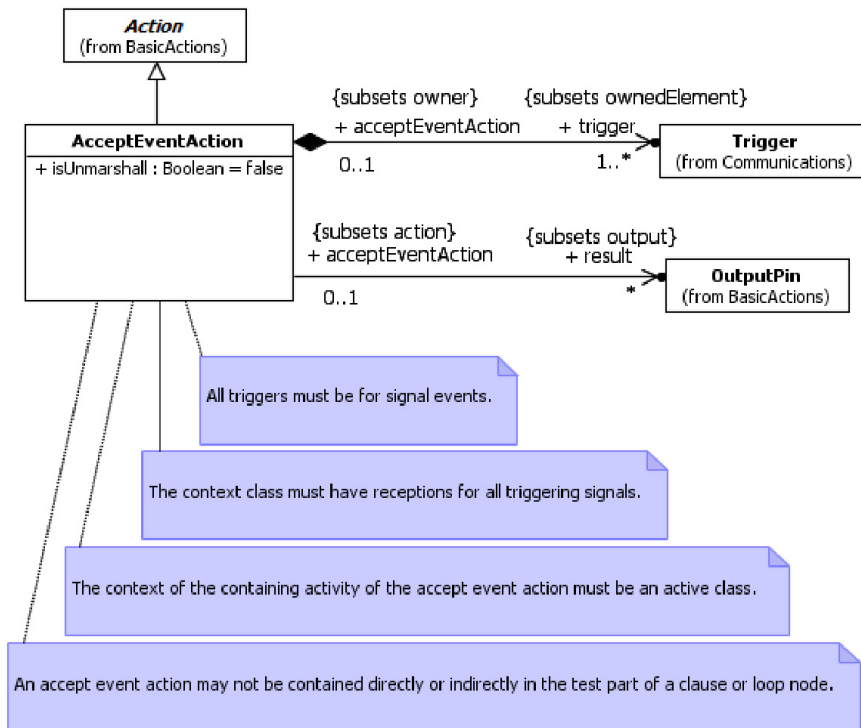 Action
(from BasicActions)
{subsets owner}
{subsets ownedElement}
AcceptEventAction
+ acceptEventAction
+ trigger
Trigger
(from Communications)
+ isUnmarshall : Boolean = false
0..1
1..*
{subsets action}
{subsets output}
+ acceptEventAction
+ result
OutputPin
(from BasicActions)
0..1
*
All triggers must be for signal events.
The context class must have receptions for all triggering signals.
The context of the containing activity of the accept event action must be an active class.
An accept event action may not be contained directly or indirectly in the test part of a clause or loop node.